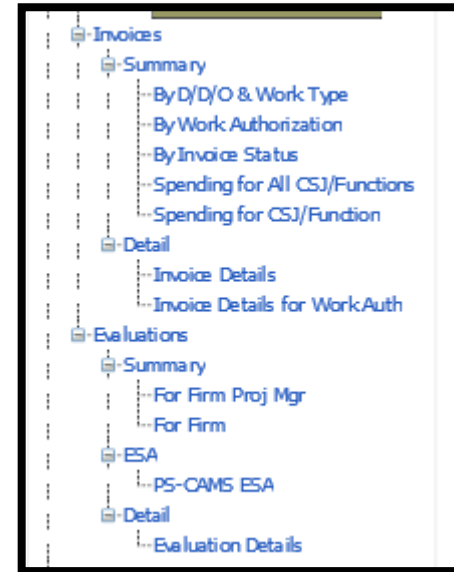 Invoices
Summary
By D/D/O & Work Type
By Work Authorization
By Invoice Status
Spending for All CSJ/Functions
Spending for CSJ/Function
Detail
Invoice Details
Invoice Details for Work Auth
Evaluations
Summary
For Firm Proj Mgr
For Firm
ESA
PS-CAMS ESA
Detail
Evaluation Details